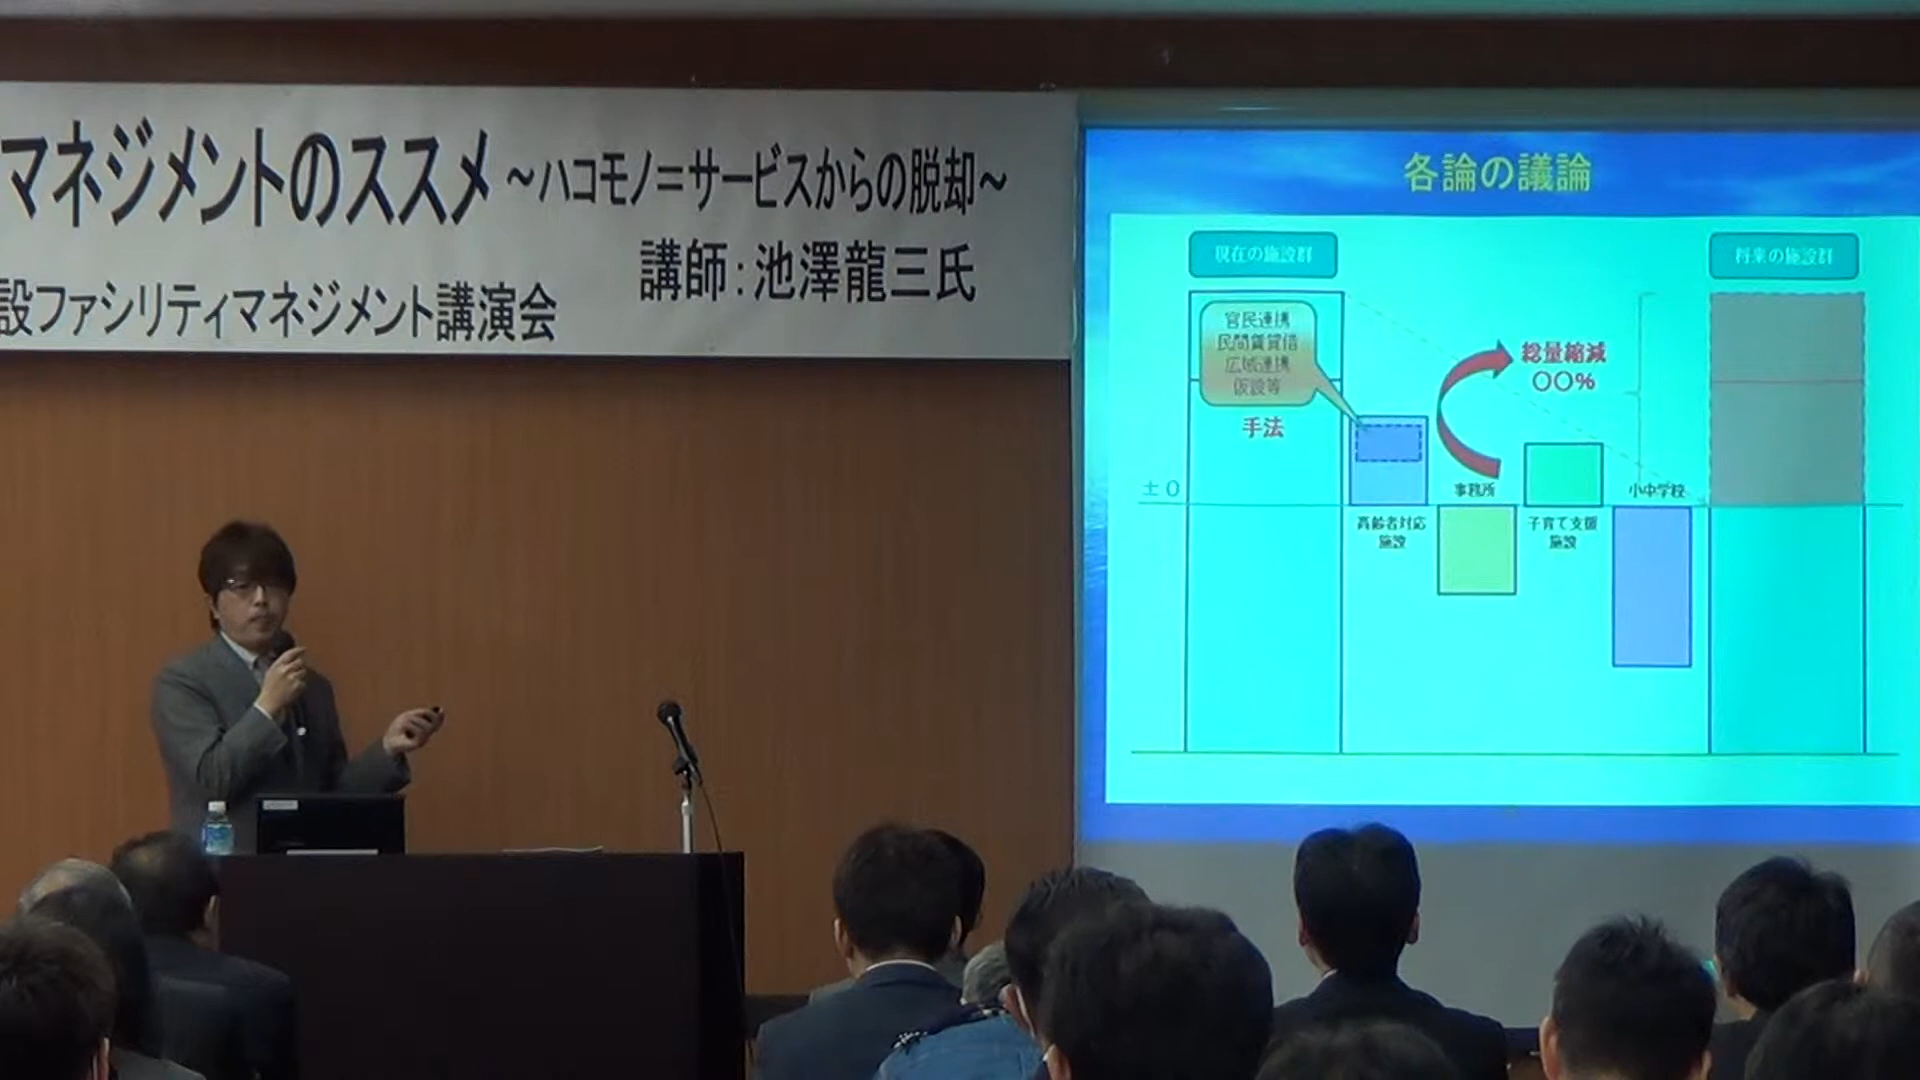 マネジメントのススメ ～ハコモノ＝サービスからの脱却～
講師：池澤龍三氏
設ファシリティマネジメント講演会
各論の議論
現在の施設群
将来の施設群
官民連携
民間賃貸借
広域連携
仮設等
手法
総量縮減
〇〇%
±0
事務所
小中学校
高齢者対応
施設
子育て支援
施設